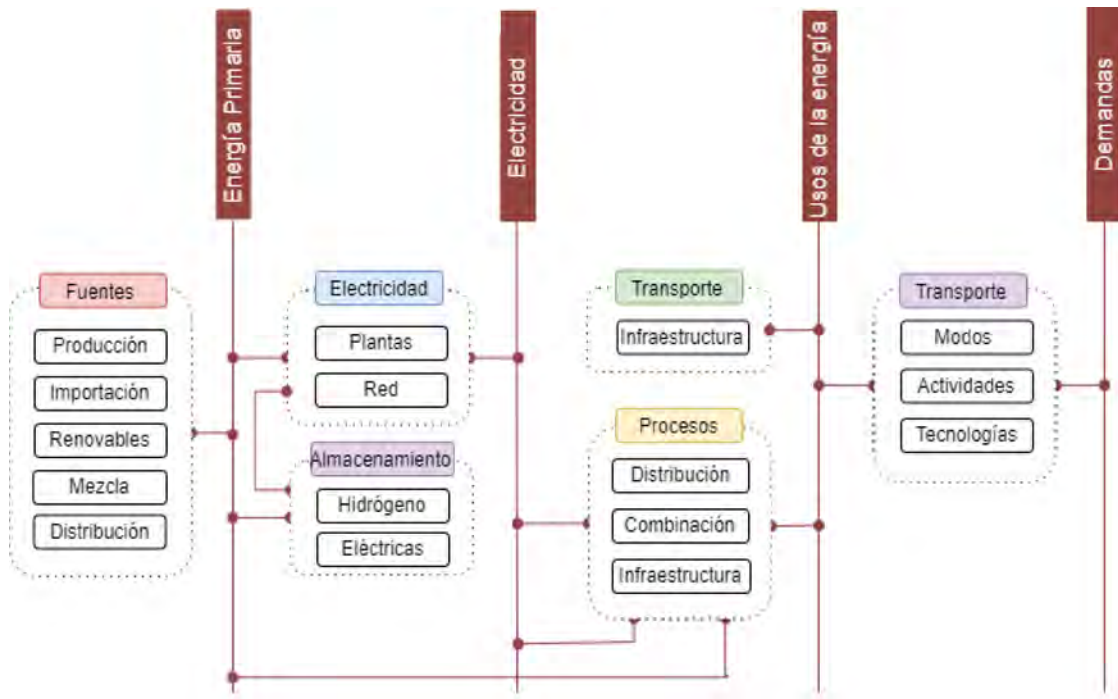 Energía Primaria
Electricidad
Usos de la energía
Demandas
Fuentes
Producción
Importación
Renovables
Mezcla
Distribución
Electricidad
Plantas
Red
Almacenamiento
Hidrógeno
Eléctricas
Transporte
Infraestructura
Procesos
Distribución
Combinación
Infraestructura
Transporte
Modos
Actividades
Tecnologías